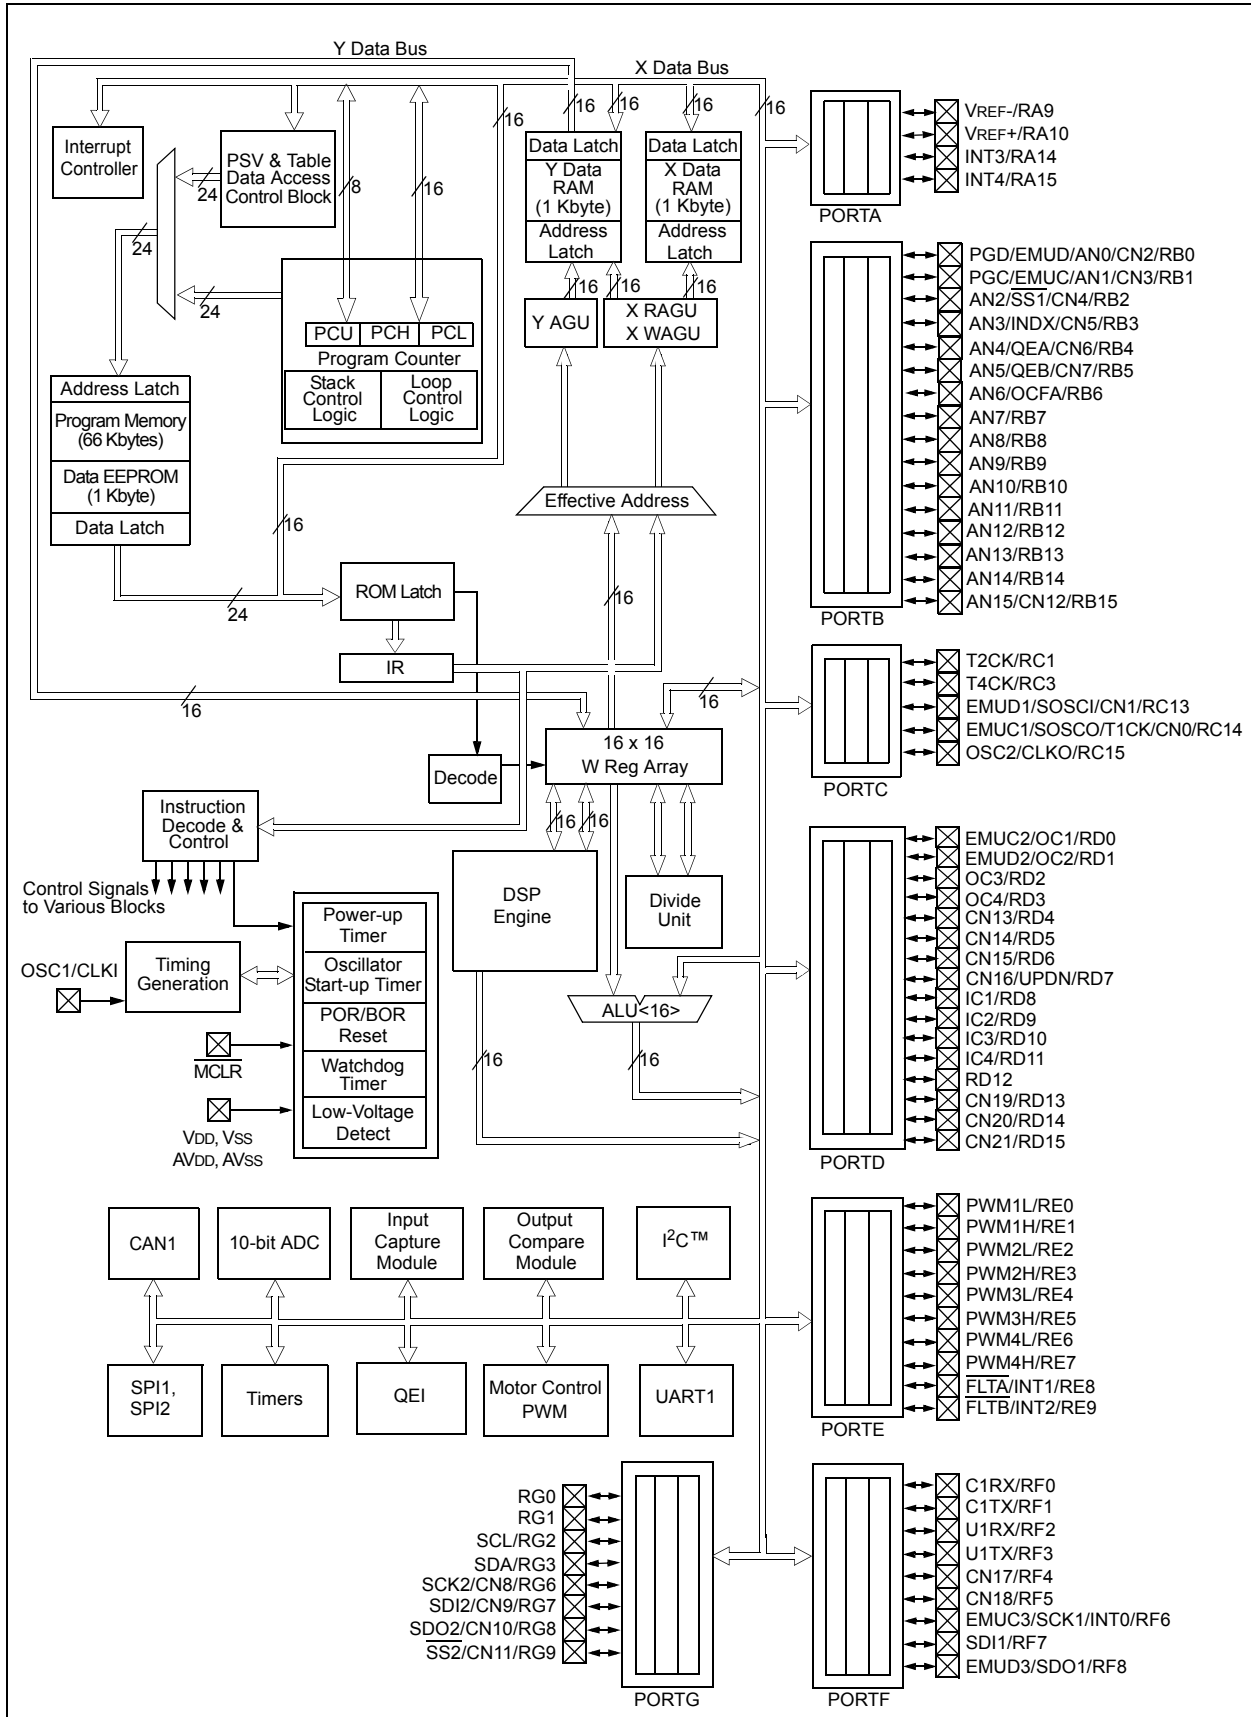 Y Data Bus
X Data Bus
16
16
16
16
16
Interrupt
Controller
PSV & Table
Data Access
Control Block
24
24
24
8
16
Data Latch
Y Data
RAM
(1 Kbyte)
Address
Latch
Data Latch
X Data
RAM
(1 Kbyte)
Address
Latch
16
16
16
Y AGU
X RAGU
X WAGU
PCU
PCH
PCL
Program Counter
Stack
Control
Logic
Loop
Control
Logic
Address Latch
Program Memory
(66 Kbytes)
Data EEPROM
(1 Kbyte)
Data Latch
Effective Address
16
24
ROM Latch
16
IR
16
16
16 x 16
W Reg Array
Decode
Instruction
Decode &
Control
Control Signals
to Various Blocks
16
16
DSP
Engine
Divide
Unit
Power-up
Timer
Oscillator
Start-up Timer
POR/BOR
Reset
Watchdog
Timer
Low-Voltage
Detect
OSC1/CLKI
Timing
Generation
MCLR
VDD, VSS
AVDD, AVSS
ALU<16>
16
16
CAN1
10-bit ADC
Input
Capture
Module
Output
Compare
Module
I2C™
SPI1,
SPI2
Timers
QEI
Motor Control
PWM
UART1
VREF-/RA9
VREF+/RA10
INT3/RA14
INT4/RA15
PORTA
PGD/EMUD/AN0/CN2/RB0
PGC/EMUC/AN1/CN3/RB1
AN2/SS1/CN4/RB2
AN3/INDX/CN5/RB3
AN4/QEA/CN6/RB4
AN5/QEB/CN7/RB5
AN6/OCFA/RB6
AN7/RB7
AN8/RB8
AN9/RB9
AN10/RB10
AN11/RB11
AN12/RB12
AN13/RB13
AN14/RB14
AN15/CN12/RB15
PORTB
T2CK/RC1
T4CK/RC3
EMUD1/SOSCI/CN1/RC13
EMUC1/SOSCO/T1CK/CN0/RC14
OSC2/CLKO/RC15
PORTC
EMUC2/OC1/RD0
EMUD2/OC2/RD1
OC3/RD2
OC4/RD3
CN13/RD4
CN14/RD5
CN15/RD6
CN16/UPDN/RD7
IC1/RD8
IC2/RD9
IC3/RD10
IC4/RD11
RD12
CN19/RD13
CN20/RD14
CN21/RD15
PORTD
PWM1L/RE0
PWM1H/RE1
PWM2L/RE2
PWM2H/RE3
PWM3L/RE4
PWM3H/RE5
PWM4L/RE6
PWM4H/RE7
FLTA/INT1/RE8
FLTB/INT2/RE9
PORTE
RG0
RG1
SCL/RG2
SDA/RG3
SCK2/CN8/RG6
SDI2/CN9/RG7
SDO2/CN10/RG8
SS2/CN11/RG9
PORTG
C1RX/RF0
C1TX/RF1
U1RX/RF2
U1TX/RF3
CN17/RF4
CN18/RF5
EMUC3/SCK1/INT0/RF6
SDI1/RF7
EMUD3/SDO1/RF8
PORTF